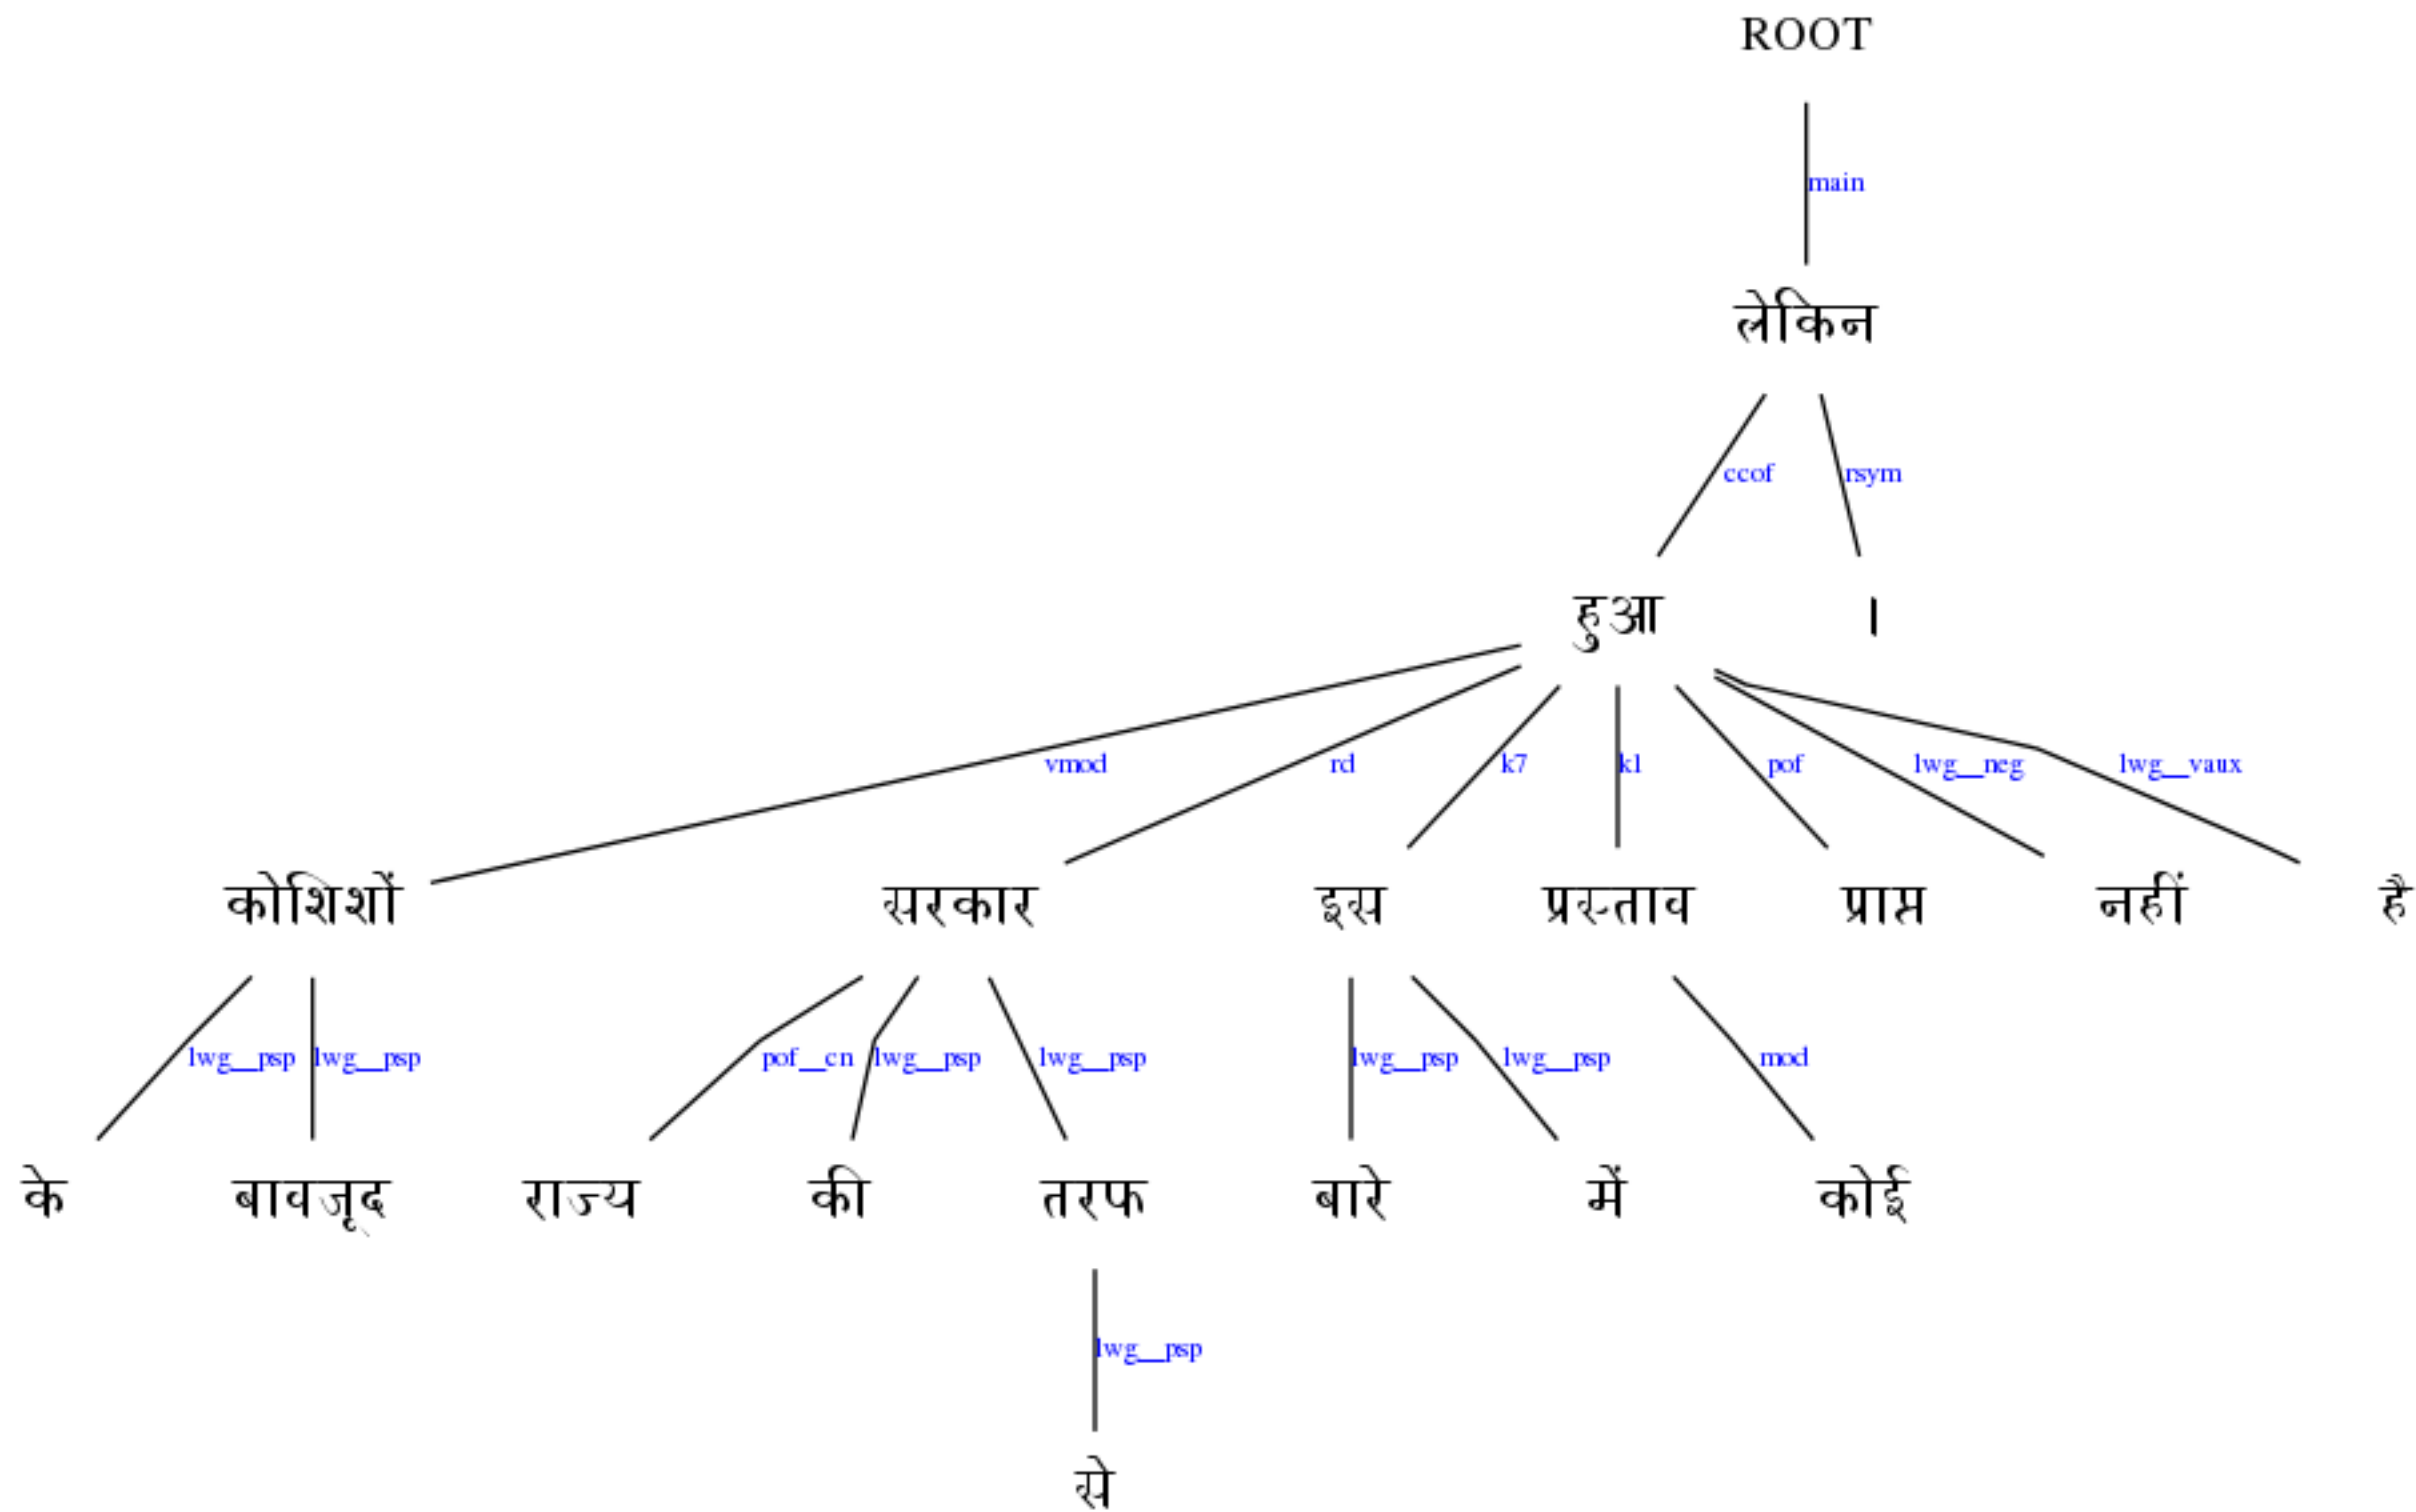 ROOT
main
लेकिन
ccof rsym
हुआ ।
vmod rd k7 k1 pof lwg__neg lwg__vaux
कोशिशों सरकार इस प्रस्ताव प्राप्त नहीं है
lwg__psp lwg__psp pof__cn lwg__psp lwg__psp lwg__psp lwg__psp mod
के बावजूद राज्य की तरफ बारे में कोई
lwg__psp
से